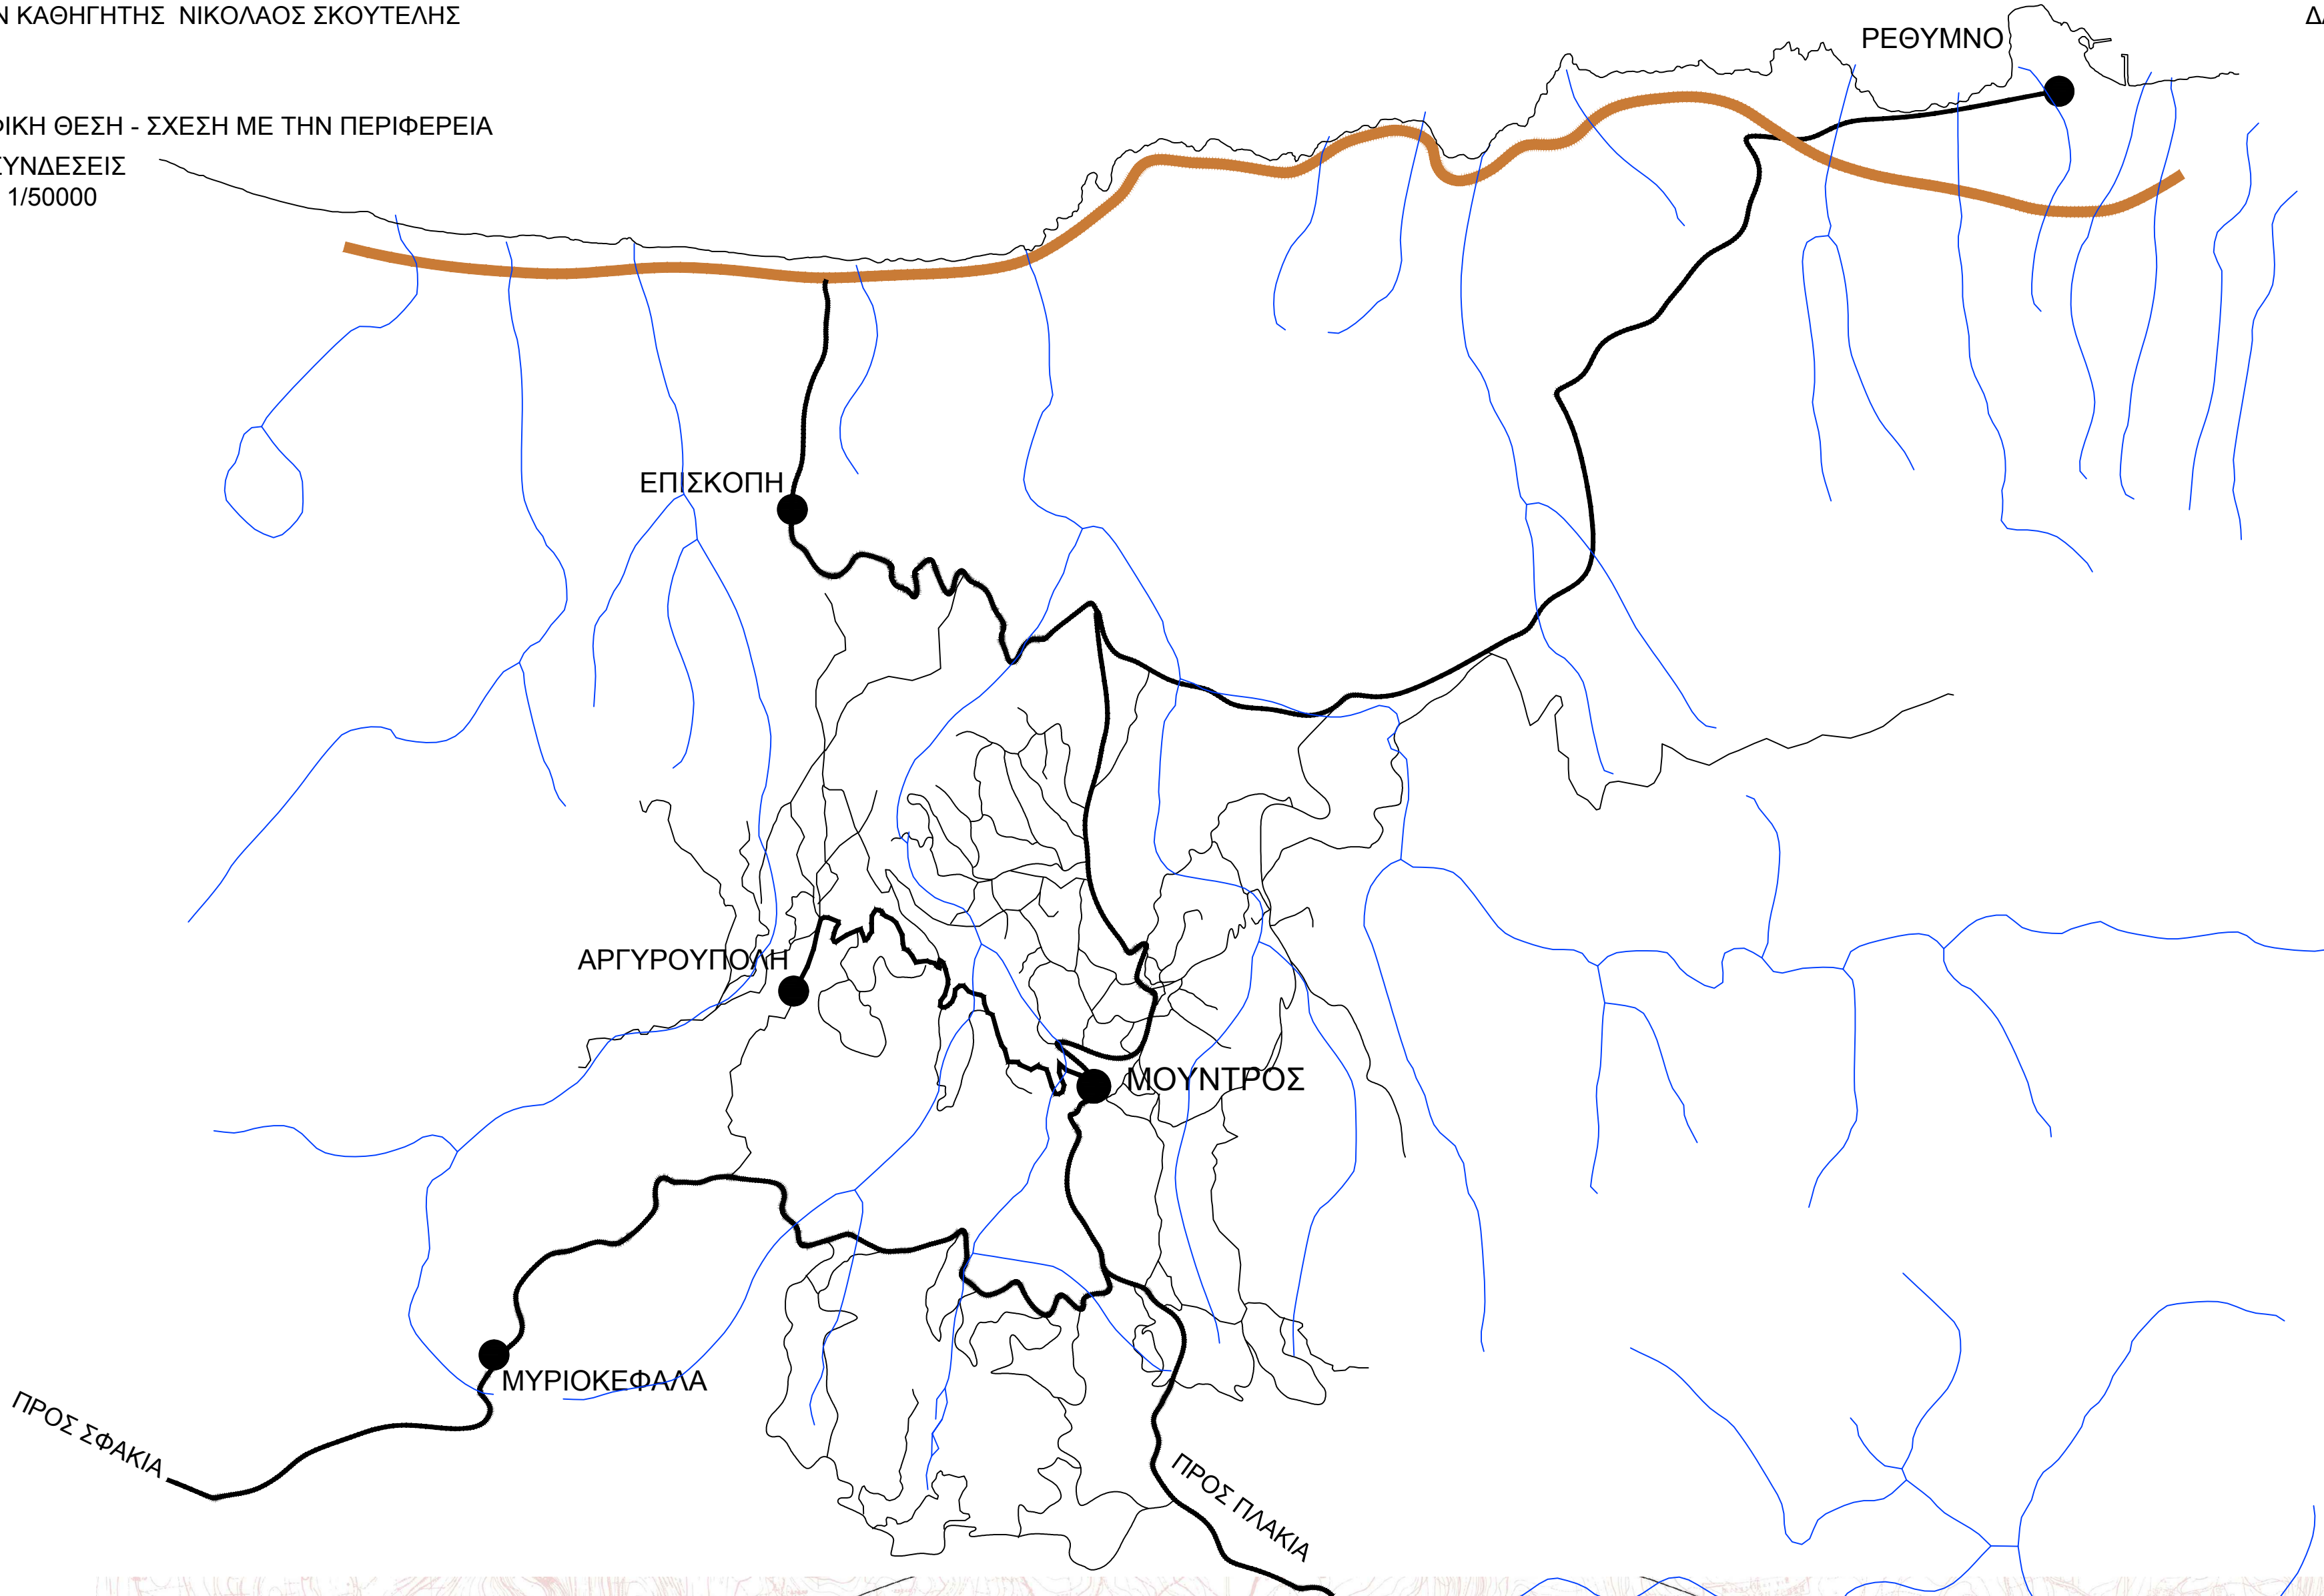 Ν ΚΑΘΗΓΗΤΗΣ ΝΙΚΟΛΑΟΣ ΣΚΟΥΤΕΛΗΣ
ΡΕΘΥΜΝΟ
ΙΚΗ ΘΕΣΗ - ΣΧΕΣΗ ΜΕ ΤΗΝ ΠΕΡΙΦΕΡΕΙΑ
ΣΥΝΔΕΣΕΙΣ
1/50000
ΕΠΙΣΚΟΠΗ
ΑΡΓΥΡΟΥΠΟΛΗ
ΜΟΥΝΤΡΟΣ
ΜΥΡΙΟΚΕΦΑΛΑ
ΠΡΟΣ ΣΦΑΚΙΑ
ΠΡΟΣ ΠΛΑΚΙΑ